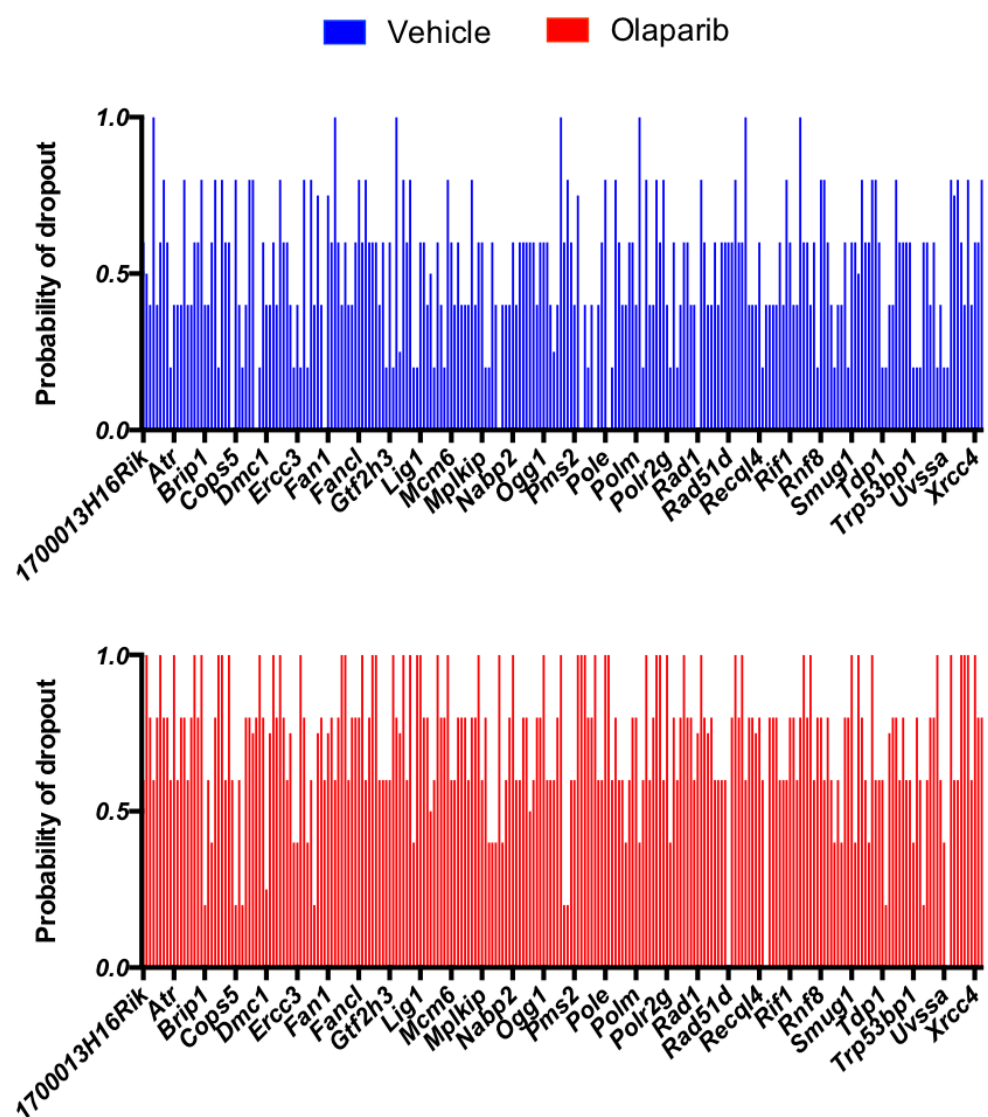 Vehicle Olaparib
Probability of dropout
1.0
0.5
0.0
1700013H16Rik Atr Brip1 Cops5 Dmc1 Ercc3 Fan1 Fancl Gtf2h3 Lig1 Mcm6 Mplkip Nabp2 Ogg1 Pms2 Pole Polm Polr2g Rad1 Rad51d Recql4 Rif1 Rnf8 Smug1 Tdp1 Trp53bp1 Uvssa Xrcc4
Probability of dropout
1.0
0.5
0.0
1700013H16Rik Atr Brip1 Cops5 Dmc1 Ercc3 Fan1 Fancl Gtf2h3 Lig1 Mcm6 Mplkip Nabp2 Ogg1 Pms2 Pole Polm Polr2g Rad1 Rad51d Recql4 Rif1 Rnf8 Smug1 Tdp1 Trp53bp1 Uvssa Xrcc4